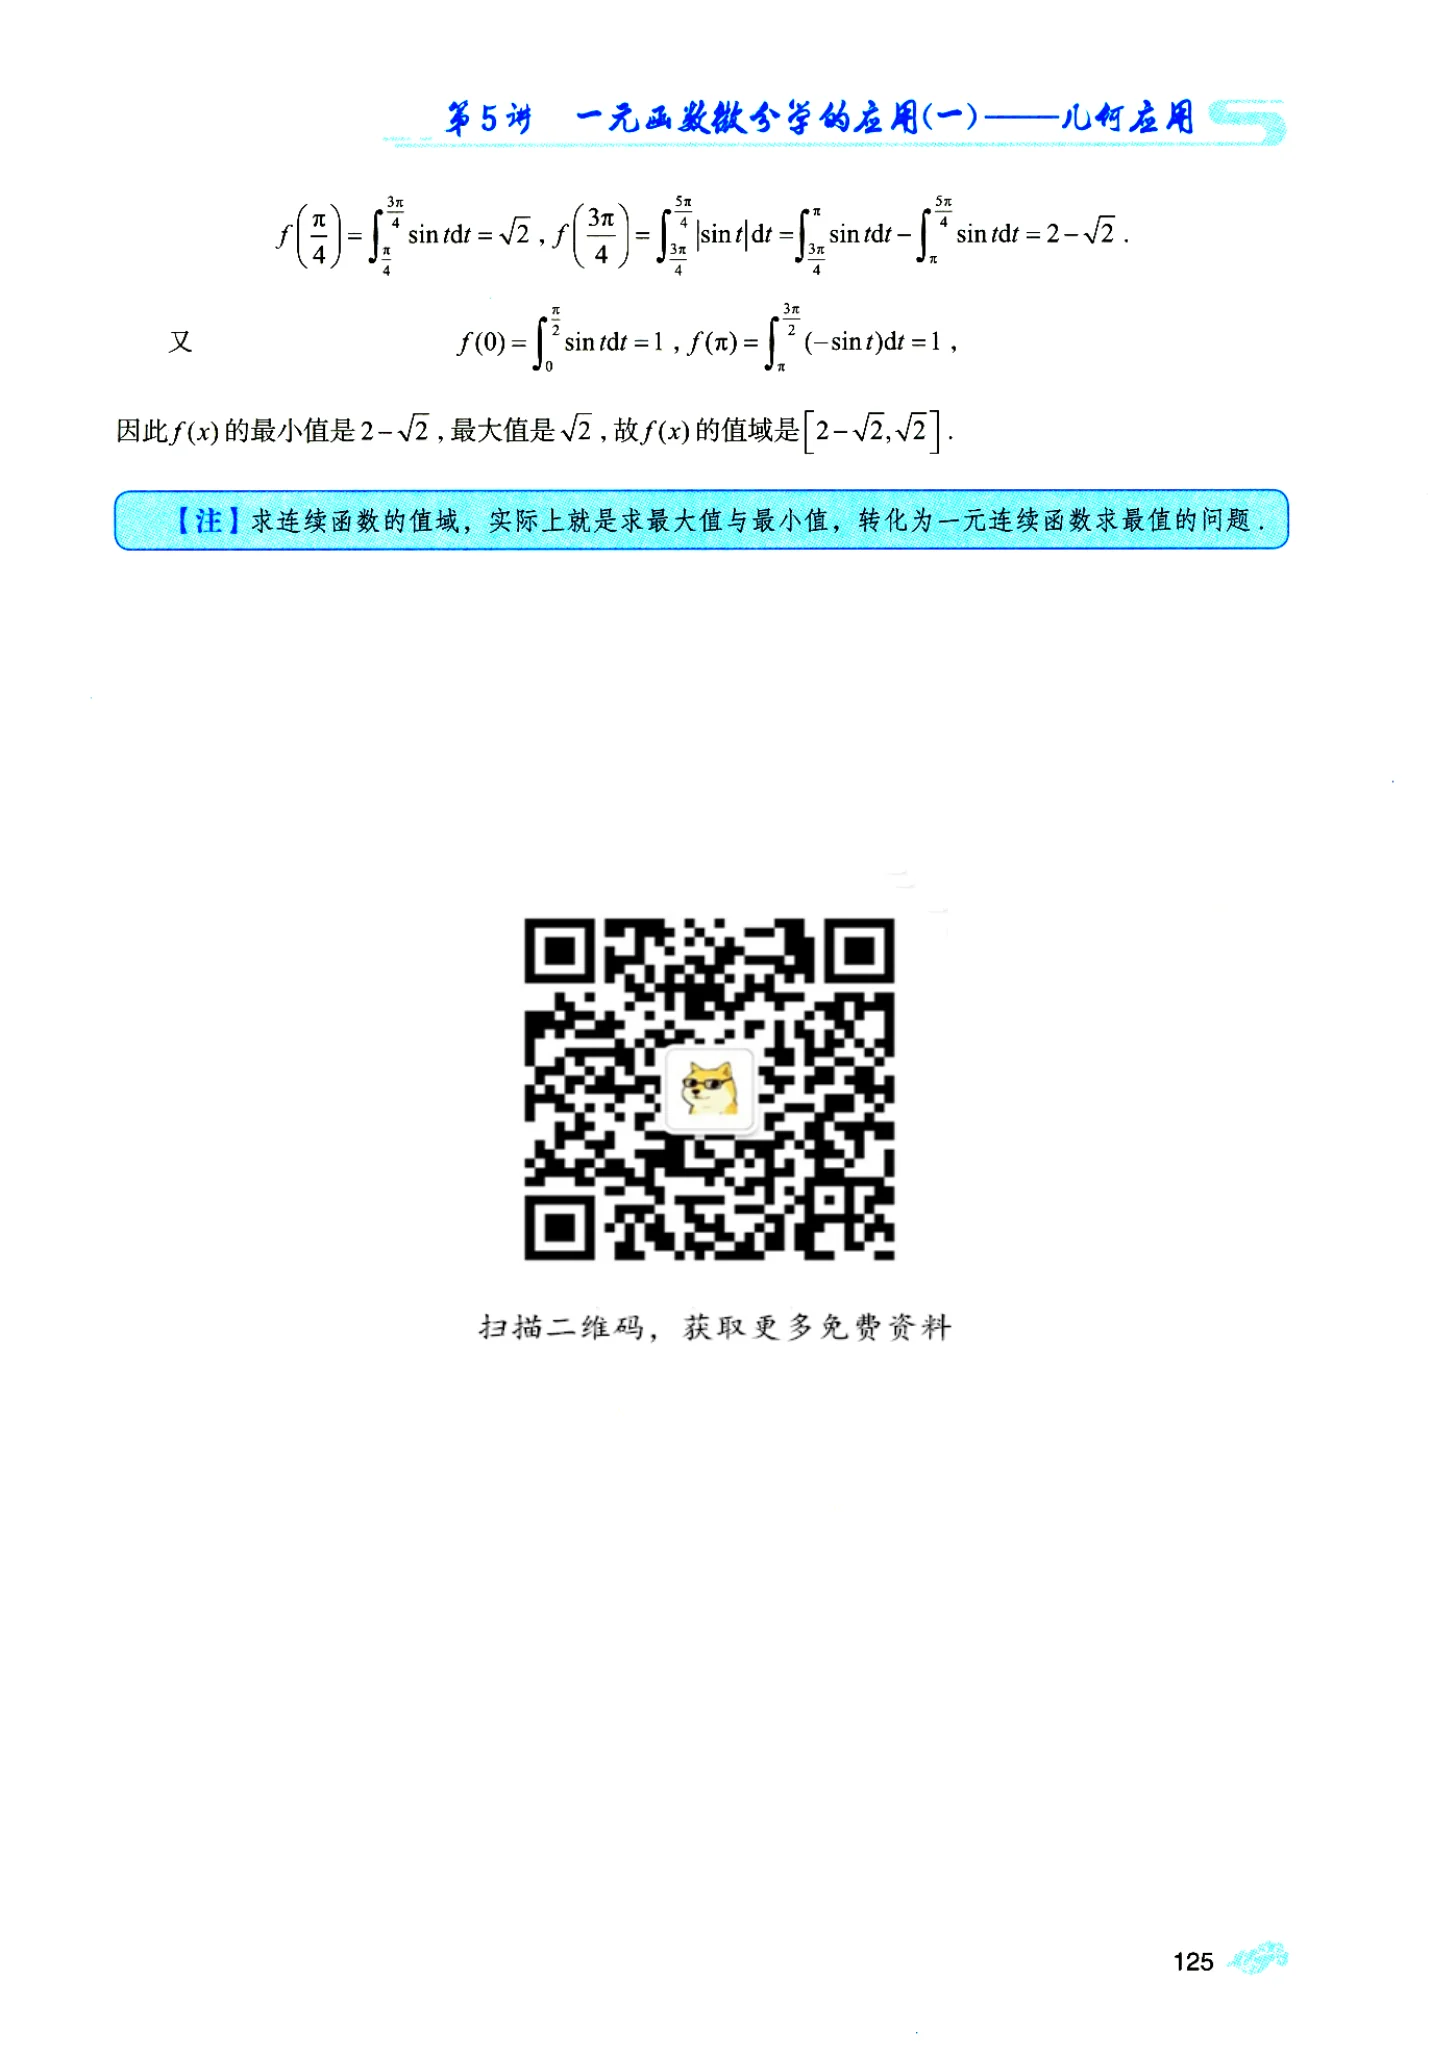 第5讲 一元函数微分学的应用(一)——几何应用
f(π/4)=∫_{π/4}^{3π/4} sin tdt=√2, f(3π/4)=∫_{3π/4}^{5π/4}|sin t|dt=∫_{3π/4}^{π} sin tdt-∫_{π}^{5π/4} sin tdt=2-√2.
又 f(0)=∫_{0}^{π/2} sin tdt=1, f(π)=∫_{π}^{3π/2}(-sin t)dt=1,
因此f(x)的最小值是2-√2,最大值是√2,故f(x)的值域是[2-√2,√2].
【注】求连续函数的值域，实际上就是求最大值与最小值，转化为一元连续函数求最值的问题.
扫描二维码，获取更多免费资料
125